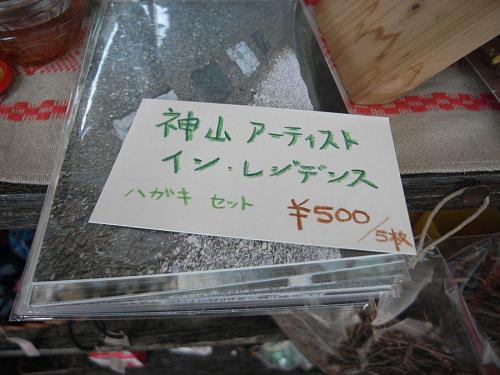 神山 アーティスト
イン・レジデンス
ハガキ セット ¥500/5枚